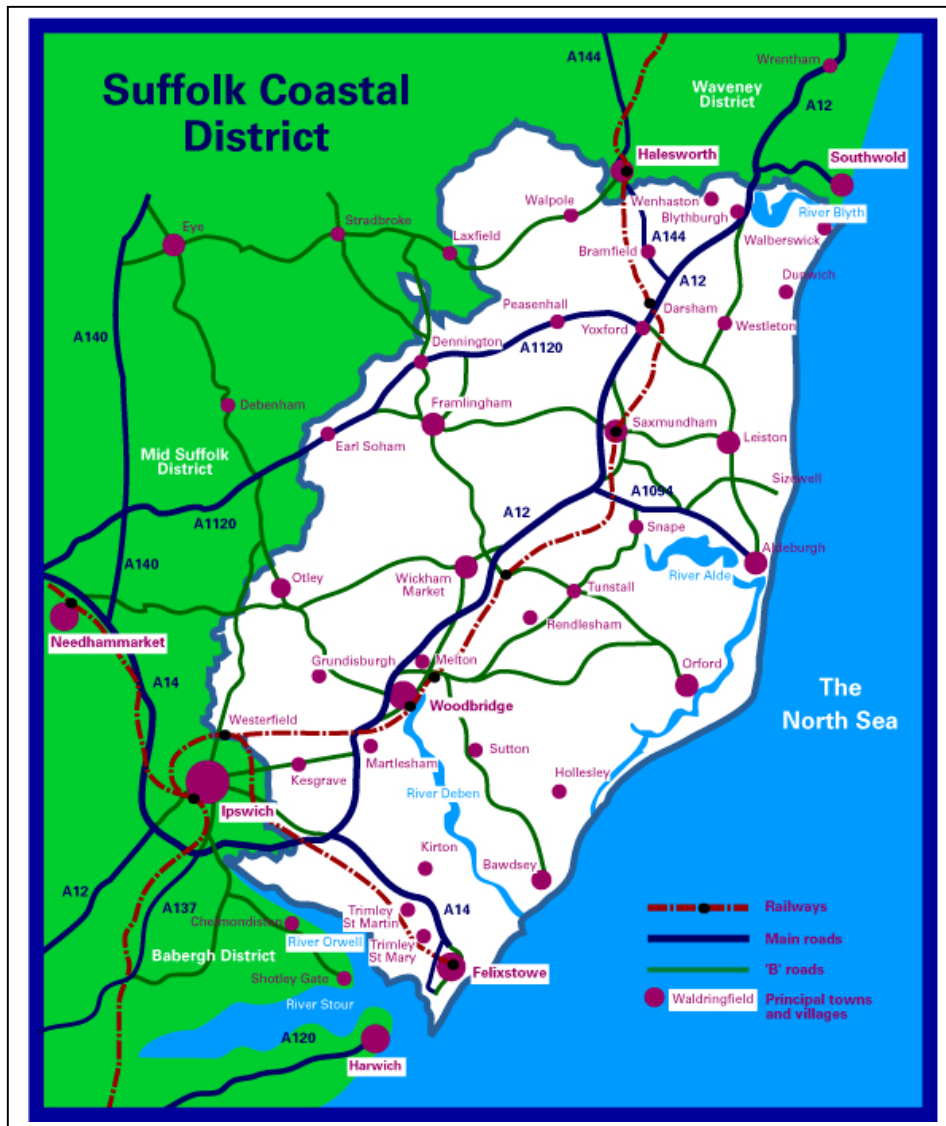 Suffolk Coastal
District
A144
Wrentham
Waveney
District
A12
Halesworth
Southwold
Walpole
Wenhaston
Blythburgh
River Blyth
Stradbroke
Eye
Laxfield
A144
Walberswick
Bramfield
A12
Dunwich
Peasenhall
Darsham
A140
Yoxford
Westleton
Dennington
A1120
Debenham
Framlingham
Saxmundham
Earl Soham
Leiston
Mid Suffolk
District
Sizewell
A1094
A1120
A12
Snape
A140
Aldeburgh
Otley
Wickham
Market
River Alde
Tunstall
Rendlesham
Needhammarket
Grundisburgh
Melton
Orford
A14
Woodbridge
The
North Sea
Westerfield
Martlesham
Sutton
Kesgrave
Hollesley
River Deben
Ipswich
Kirton
Bawdsey
A12
A137
Trimley
St Martin
A14
Chelmondiston
River Orwell
Trimley
St Mary
Babergh District
Felixstowe
Shotley Gate
River Stour
A120
Harwich
Railways
Main roads
'B' roads
Waldringfield
Principal towns
and villages